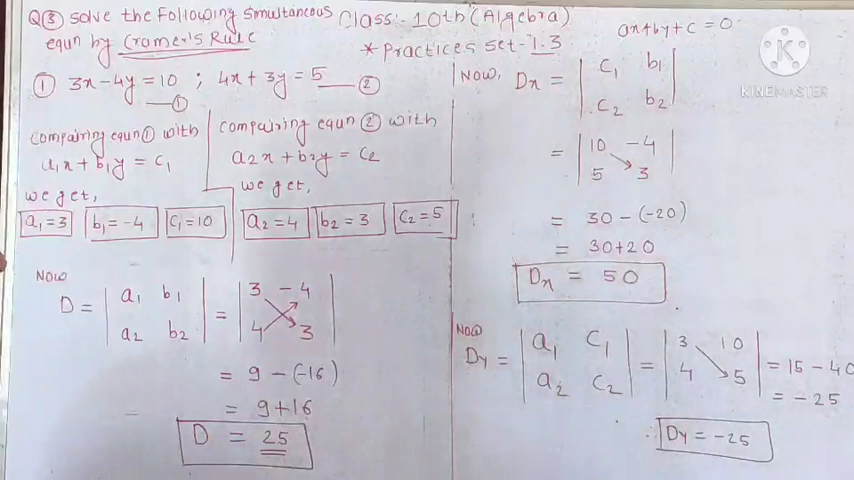 Q③ solve the Following simultaneous
equn by Cramer's Rule
Class:- 10th (Algebra)
* Practices Set-1.3
ax+by+c=0
K
KINEMASTER
① 3x-4y=10 ; 4x+3y=5 —②
—①
compairing equn① with
a₁x+b₁y=c₁
we get,
a₁=3 b₁=-4 c₁=10
compairing equn ② with
a2x+b2y=c2
we get,
a₂=4 b₂=3 c₂=5
Now
D = | a₁ b₁ | = | 3 -4 |
| a₂ b₂ | | 4 3 |
= 9-(-16)
= 9+16
D = 25
Now, Dx = | c₁ b₁ |
| c₂ b₂ |
= | 10 -4 |
| 5 3 |
= 30-(-20)
= 30+20
Dx = 50
Now
Dy = | a₁ c₁ | = | 3 10 | = 15-40
| a₂ c₂ | | 4 5 | = -25
∴ Dy = -25